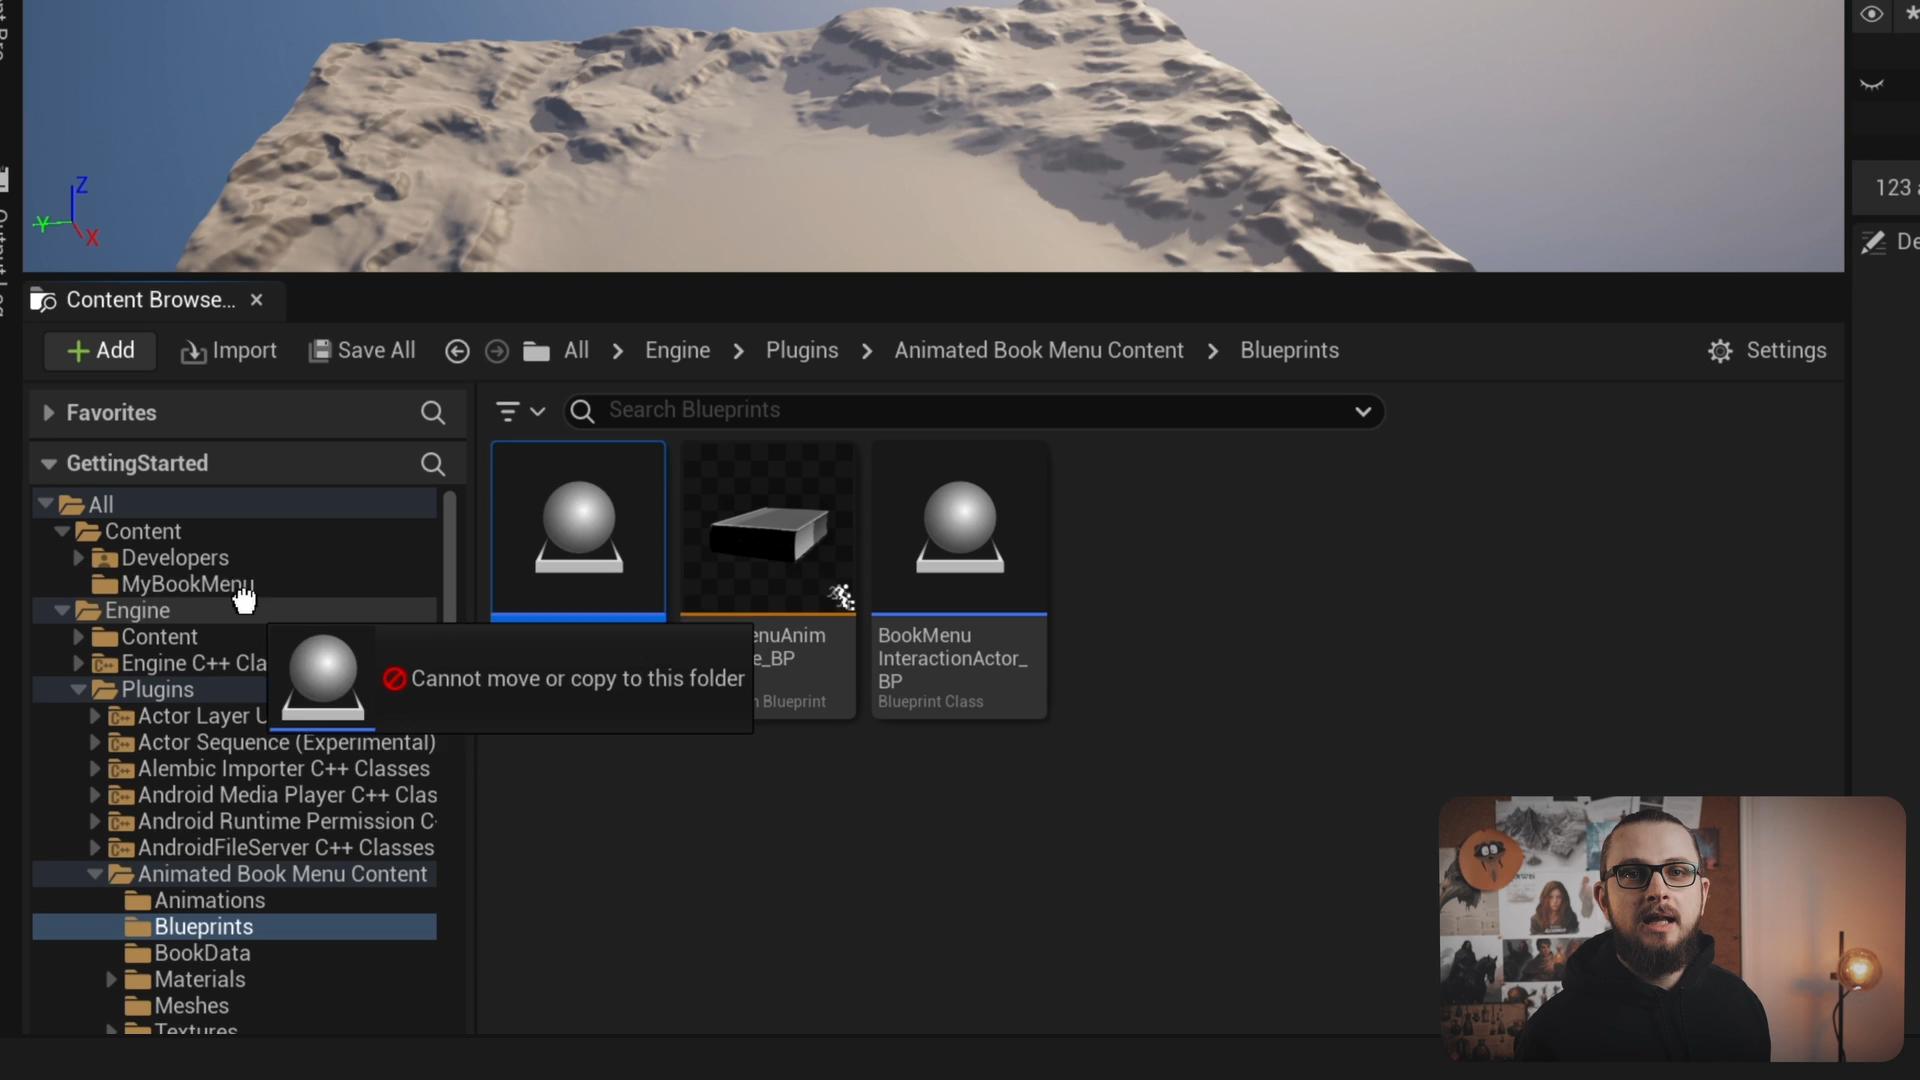 Z
Y
X
123
De
Content Browse...
Add
Import
Save All
All
Engine
Plugins
Animated Book Menu Content
Blueprints
Settings
Favorites
Search Blueprints
GettingStarted
All
Content
Developers
MyBookMenu
Engine
Content
Engine C++ Cla
Plugins
Actor Layer U
Actor Sequence (Experimental)
Alembic Importer C++ Classes
Android Media Player C++ Clas
Android Runtime Permission C
AndroidFileServer C++ Classes
Animated Book Menu Content
Animations
Blueprints
BookData
Materials
Meshes
Textures
Cannot move or copy to this folder
enuAnim
e_BP
Blueprint
BookMenu
InteractionActor_
BP
Blueprint Class